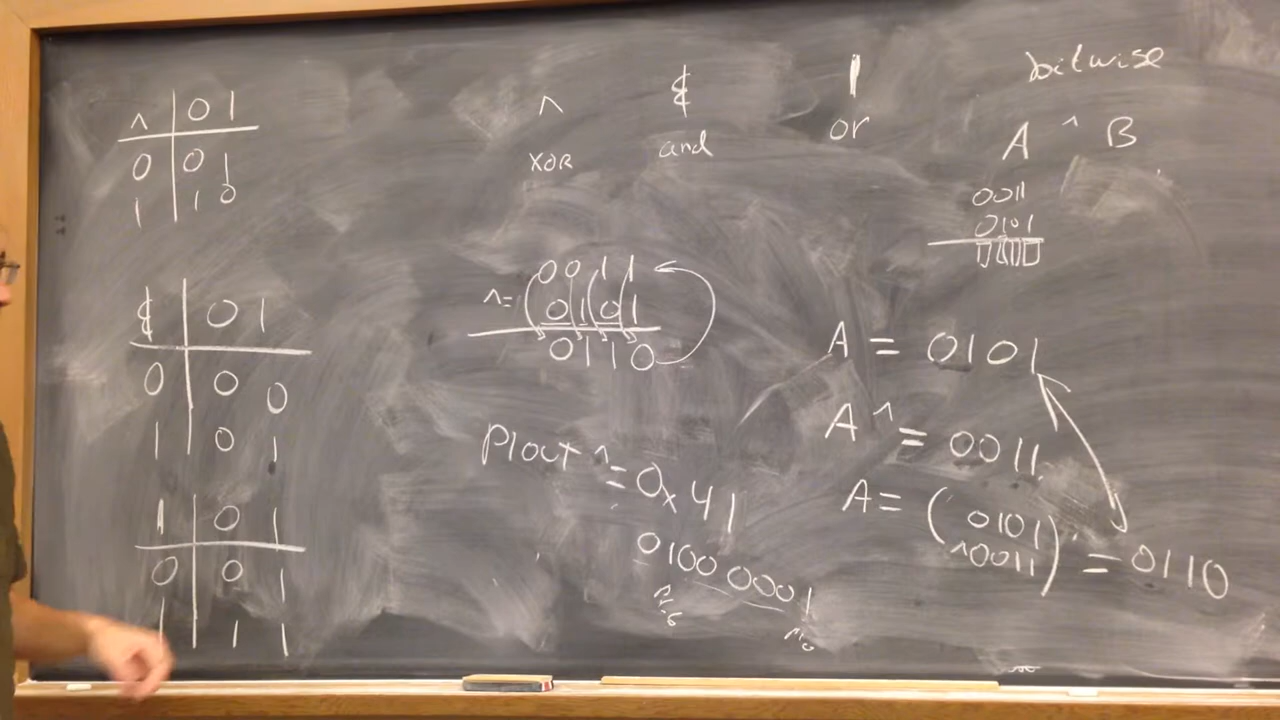 ^ | 0 1
0 | 0 1
1 | 1 0
& | 0 1
0 | 0 0
1 | 0 1
| | 0 1
0 | 0 1
1 | 1 1
^ & |
XOR and or
0011
^= 0101
0110
P1out ^= 0x41
0100 0001
bitwise
A ^ B
0011
0101
A = 0101
A ^= 0011
A = (0101
^0011) = 0110